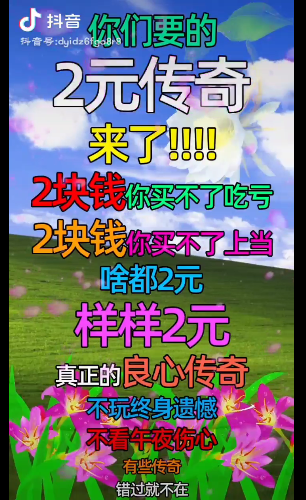 抖音
抖音号:dyidz6fga8r8
你们要的
2元传奇
来了!!!!
2块钱你买不了吃亏
2块钱你买不了上当
啥都2元
样样2元
真正的良心传奇
不玩终身遗憾
不看午夜伤心
有些传奇
错过就不在